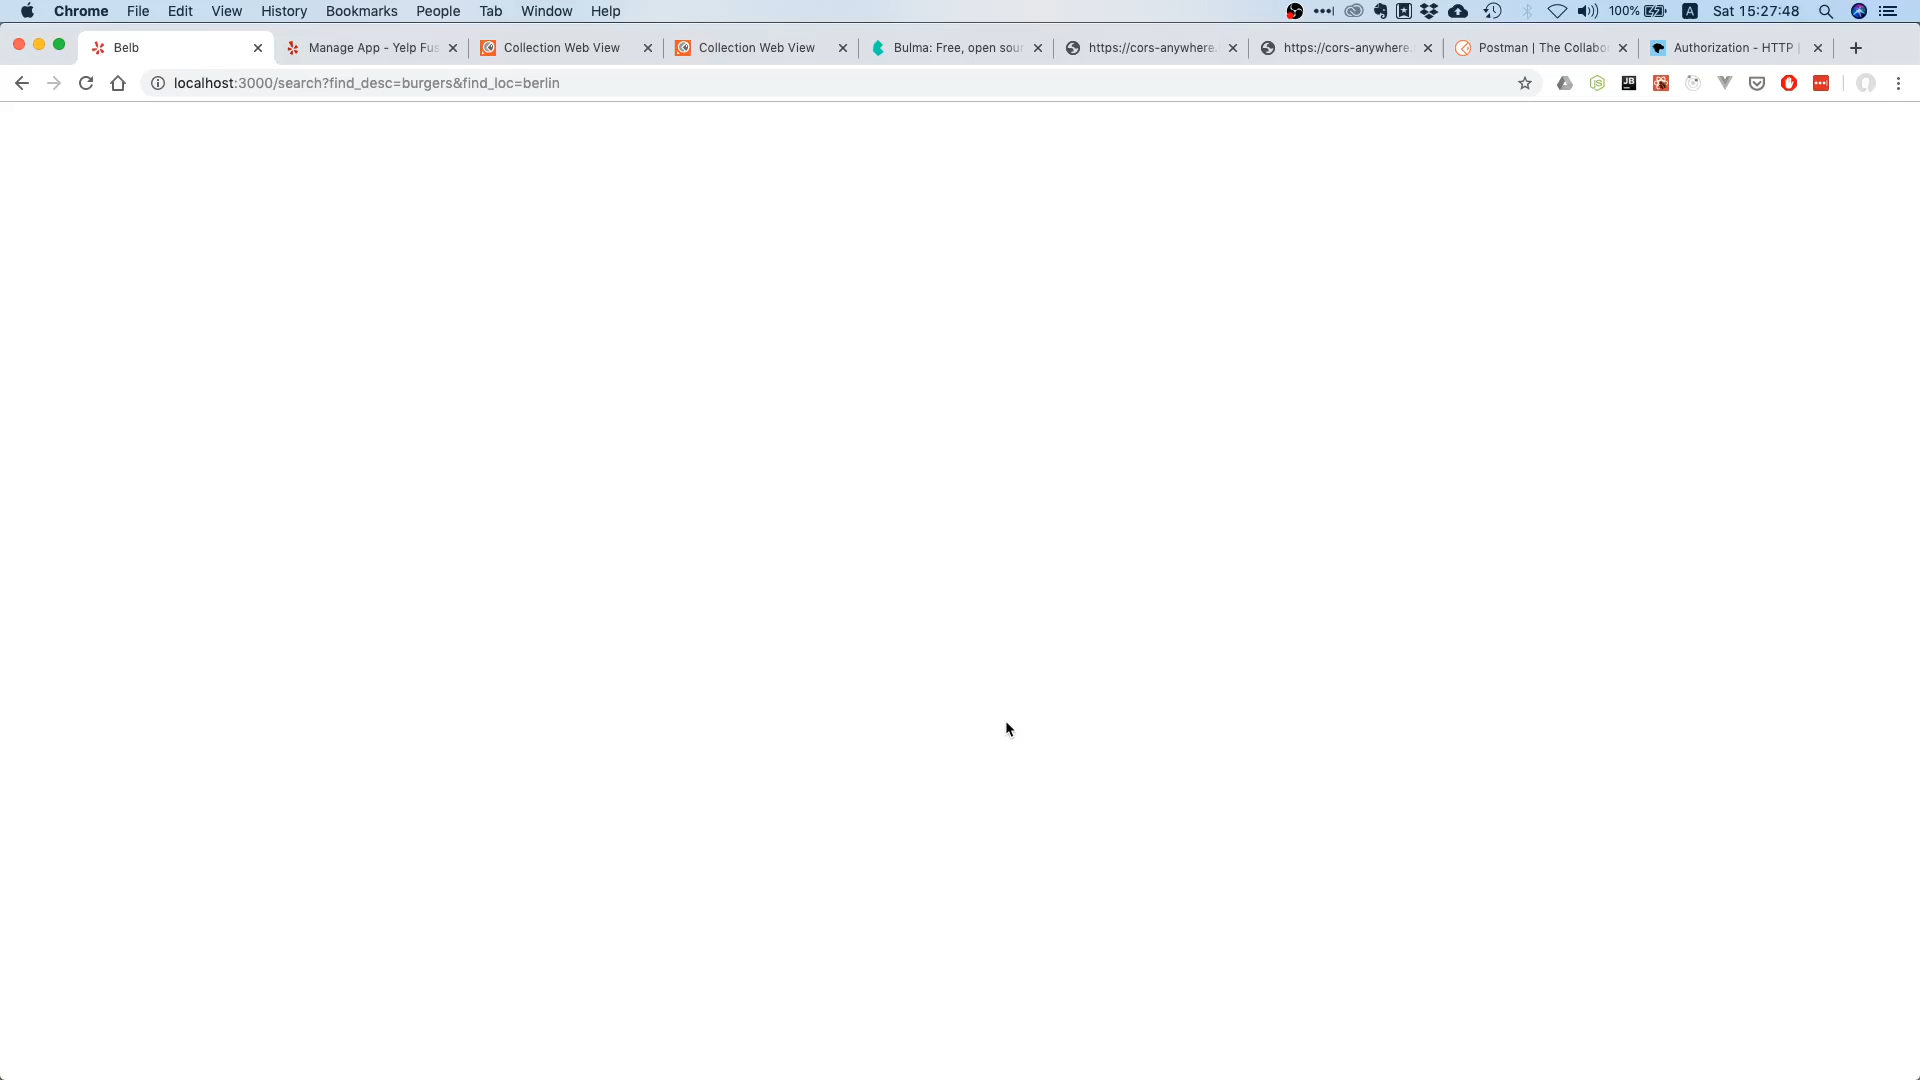 Chrome File Edit View History Bookmarks People Tab Window Help 100% A Sat 15:27:48
Belb Manage App - Yelp Fus Collection Web View Collection Web View Bulma: Free, open sour https://cors-anywhere. https://cors-anywhere. Postman | The Collabo Authorization - HTTP |
localhost:3000/search?find_desc=burgers&find_loc=berlin JB